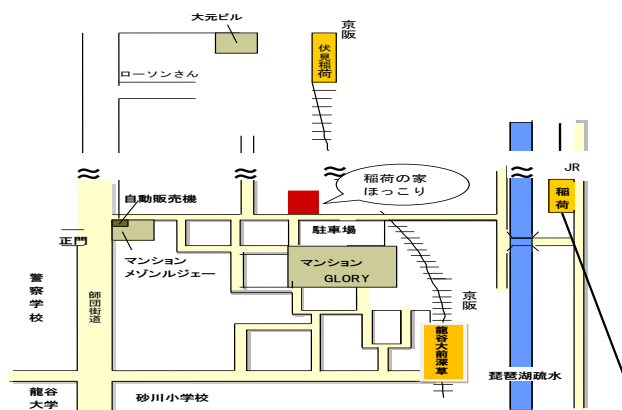 大元ビル
京阪
伏見稲荷
ローソンさん
JR
稲荷の家
ほっこり
稲荷
自動販売機
駐車場
正門
マンション
メゾンルジェー
マンション
GLORY
警察学校
師団街道
京阪
龍谷大前深草
琵琶湖疏水
龍谷
大学
砂川小学校